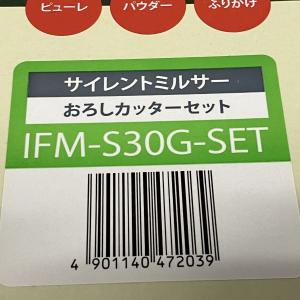 ピューレ パウダー ふりかけ
サイレントミルサー
おろしカッターセット
IFM-S30G-SET
4 901140 472039